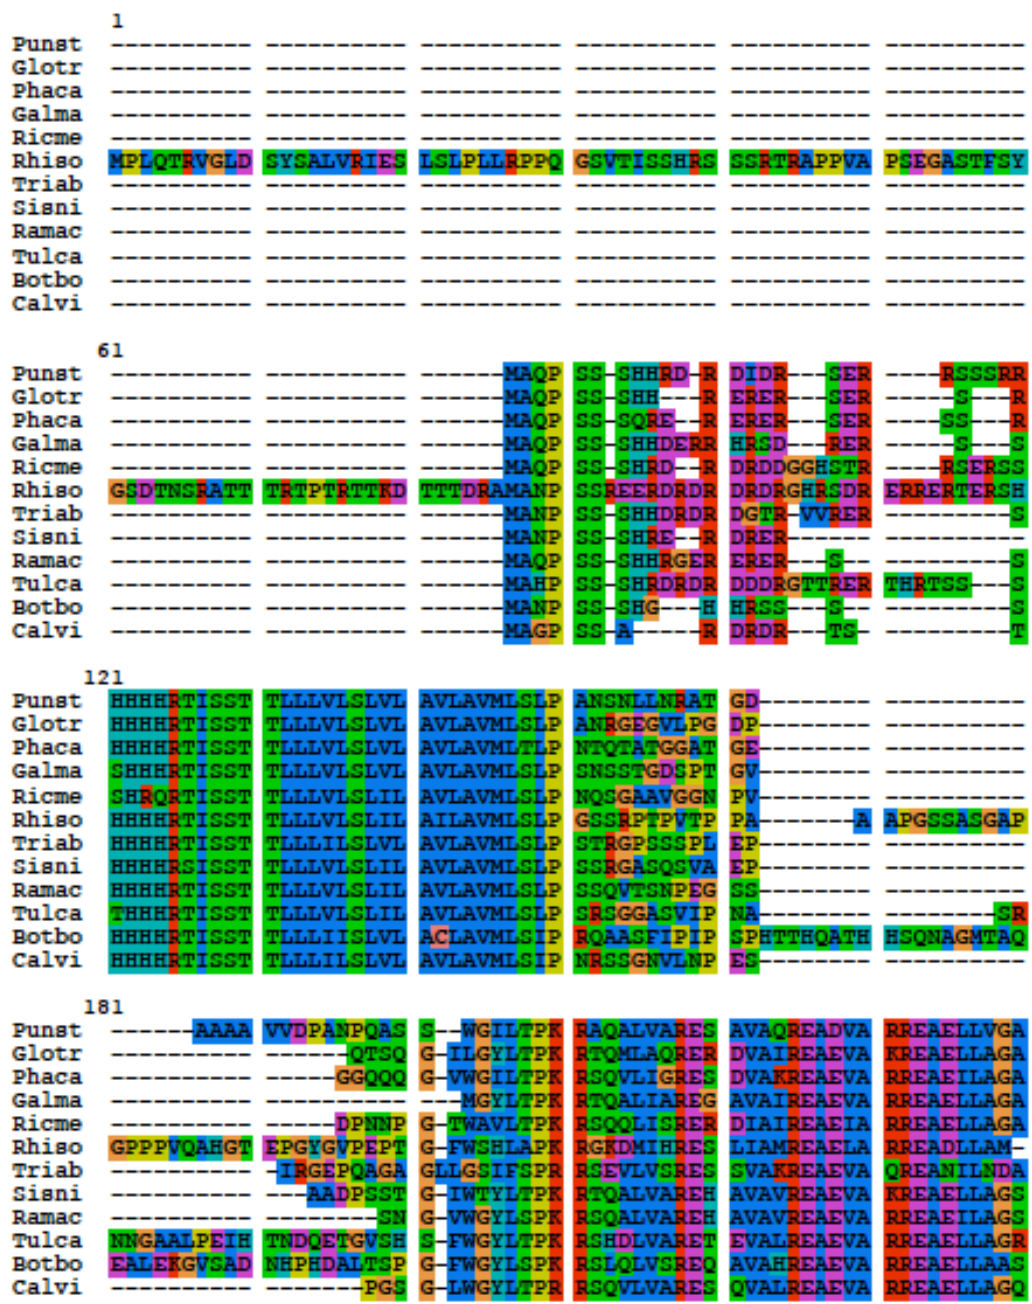 1
Punst ---------- ---------- ---------- ---------- ---------- ----------
Glotr ---------- ---------- ---------- ---------- ---------- ----------
Phaca ---------- ---------- ---------- ---------- ---------- ----------
Galma ---------- ---------- ---------- ---------- ---------- ----------
Ricme ---------- ---------- ---------- ---------- ---------- ----------
Rhiso MPLQTRVGLD SYSALVRIES LSLPLLRPPQ GSVTISSHRS SSRTRAPPVA PSEGASTFSY
Triab ---------- ---------- ---------- ---------- ---------- ----------
Sisni ---------- ---------- ---------- ---------- ---------- ----------
Ramac ---------- ---------- ---------- ---------- ---------- ----------
Tulca ---------- ---------- ---------- ---------- ---------- ----------
Botbo ---------- ---------- ---------- ---------- ---------- ----------
Calvi ---------- ---------- ---------- ---------- ---------- ----------
61
Punst ---------- ---------- ------MAQP SS-SHHRD-R DIDR---SER ----RSSSRR
Glotr ---------- ---------- ------MAQP SS-SHH---R ERER---SER -----S---R
Phaca ---------- ---------- ------MAQP SS-SQRE--R ERER---SER ----SS---R
Galma ---------- ---------- ------MAQP SS-SHHDERR HRSD---RER -----S---S
Ricme ---------- ---------- ------MAQP SS-SHRD--R DRDDGGHSTR ----RSERSS
Rhiso GSDTNSRATT TRTPTRTTKD TTTDRAMANP SSREERDRDR DRDRGHRSDR ERRERTERSH
Triab ---------- ---------- ------MANP SS-SHHDRDR DGTR-VVRER ---------S
Sisni ---------- ---------- ------MANP SS-SHRE--R DRER------ ----------
Ramac ---------- ---------- ------MAQP SS-SHHRGER ERER---S-- ---------S
Tulca ---------- ---------- ------MAHP SS-SHRDRDR DDDRGTTRER THRTSS---S
Botbo ---------- ---------- ------MANP SS-SHG---H HRSS---S-- ---------S
Calvi ---------- ---------- ------MAGP SS-A-----R DRDR---TS- ---------T
121
Punst HHHHRTISST TLLLVLSLVL AVLAVMLSLP ANSNLLNRAT GD-------- ----------
Glotr HHHHRTISST TLLLVLSLVL AVLAVMLSLP ANRGEGVLPG DP-------- ----------
Phaca HHHHRTISST TLLLVLSLVL AVLAVMLTLP NTQTATGGAT GE-------- ----------
Galma SHHHRTISST TLLLVLSLVL AVLAVMLSLP SNSSTGDSPT GV-------- ----------
Ricme SHRQRTISST TLLLVLSLIL AVLAVMLSLP NQSGAAVGGN PV-------- ----------
Rhiso HHHHRTISST TLLLVLSLIL AILAVMLSLP GSSRPTPVTP PA-------A APGSSASGAP
Triab HHHHRTISST TLLLILSLIL AVLAVMLSLP STRGPSSSPL EP-------- ----------
Sisni HHHHRSISST TLLLVLSLIL AVLAVMLSLP SSRGASQSVA EP-------- ----------
Ramac HHHHRTISST TLLLVLSLIL AVLAVMLSLP SSQVTSNPEG SS-------- ----------
Tulca THHHRTISST TLLLVLSLIL AVLAVMLSLP SRSGGASVIP NA-------- --------SR
Botbo HHHHRTISST TLLLIISLVL ACLAVMLSIP RQAASFIPIP SPHTTHQATH HSQNAGMTAQ
Calvi HHHHRTISST TLLLILSLVL AVLAVMLSIP NRSSGNVLNP ES-------- ----------
181
Punst ------AAAA VVDPANPQAS S--WGILTPK RAQALVARES AVAQREADVA RREAELLVGA
Glotr ---------- ------QTSQ G-ILGYLTPK RTQMLAQRER DVAIREAEVA KREAELLAGA
Phaca ---------- -----GGQQQ G-VWGILTPK RSQVLIGRES DVAKREAEVA RREAEILAGA
Galma ---------- ---------- ---MGYLTPK RTQALIAREG AVAIREAEVA RREAELLAGA
Ricme ---------- -----DPNNP G-TWAVLTPK RSQQLISRER DIAIREAEIA RREAELLAGA
Rhiso GPPPVQAHGT EPGYGVPEPT G-FWSHLAPK RGKDMIHRES LIAMREAELA RREADLLAM-
Triab ---------- -IRGEPQAGA GLLGSIFSPR RSEVLVSRES SVAKREAEVA QREANILNDA
Sisni ---------- ---AADPSST G-IWTYLTPK RTQALVAREH AVAVREAEVA KREAELLAGS
Ramac ---------- --------SN G-VWGYLSPK RSQALVAREH AVAVREAEVA RREAEILAGS
Tulca NNGAALPEIH TNDQETGVSH S-FWGYLTPK RSHDLVARET EVALREAEVA RREAELLAGR
Botbo EALEKGVSAD NHPHDALTSP G-FWGYLSPK RSLQLVSREQ AVAHREAEVA RREAELLAAS
Calvi ---------- -------PGS G-LWGYLTPR RSQVLVARES QVALREAEVA RREAELLAGQ